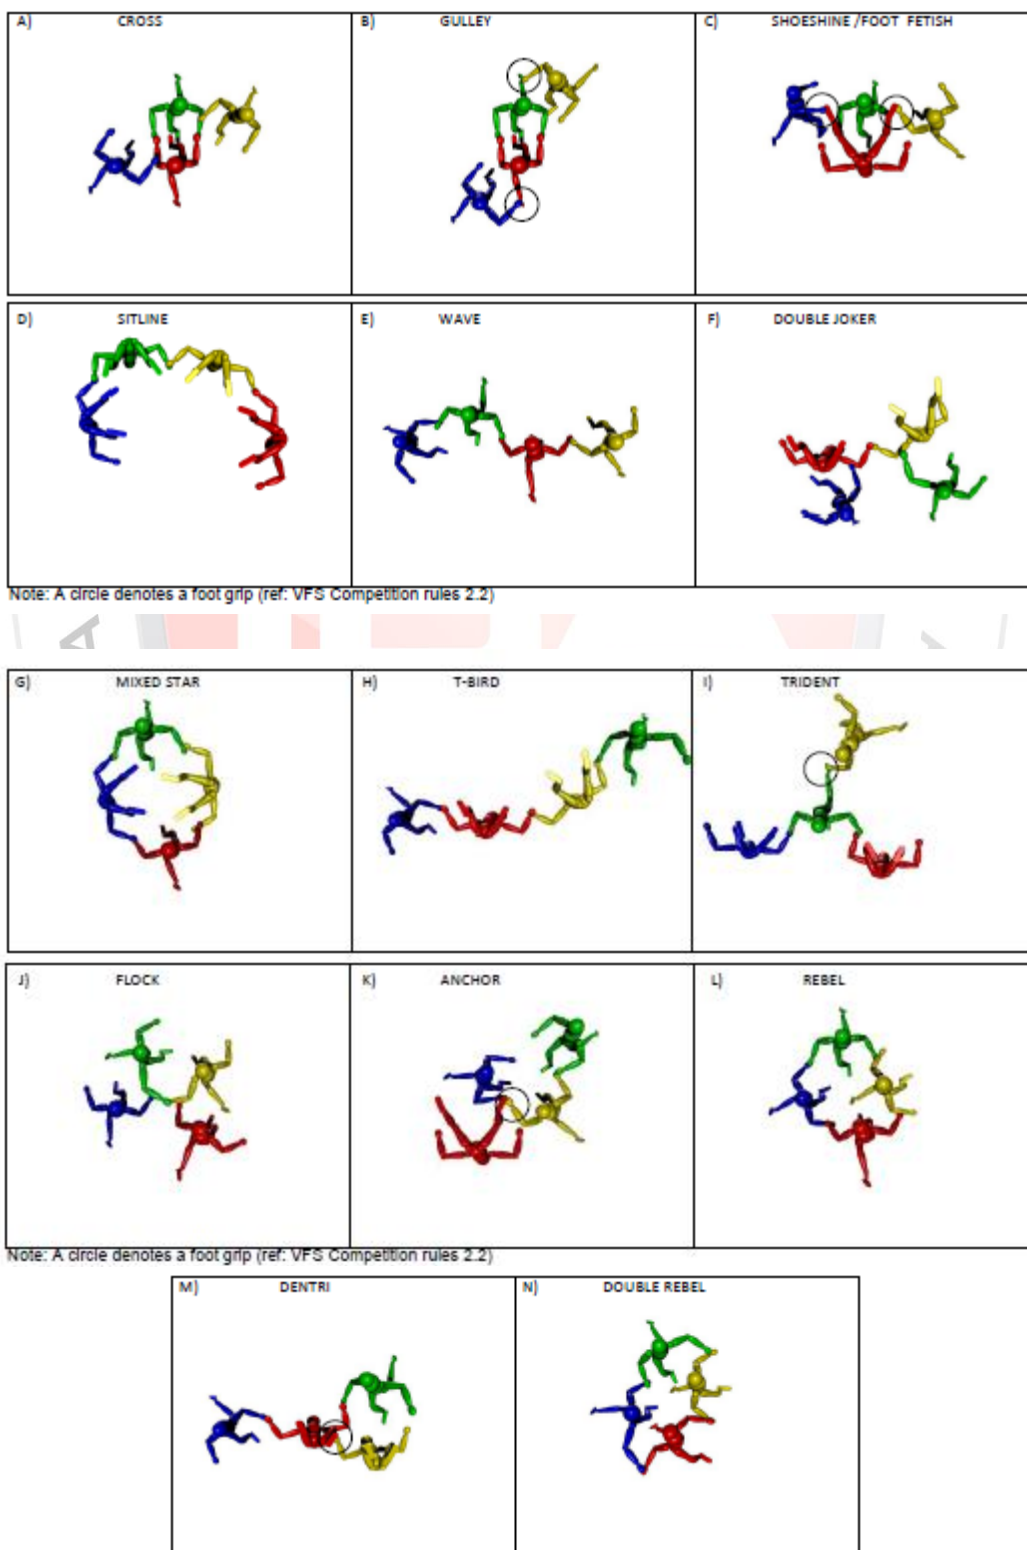 A) CROSS
B) GULLEY
C) SHOESHINE /FOOT FETISH
D) SITLINE
E) WAVE
F) DOUBLE JOKER
Note: A circle denotes a foot grip (ref: VFS Competition rules 2.2)
G) MIXED STAR
H) T-BIRD
I) TRIDENT
J) FLOCK
K) ANCHOR
L) REBEL
Note: A circle denotes a foot grip (ref: VFS Competition rules 2.2)
M) DENTRI
N) DOUBLE REBEL